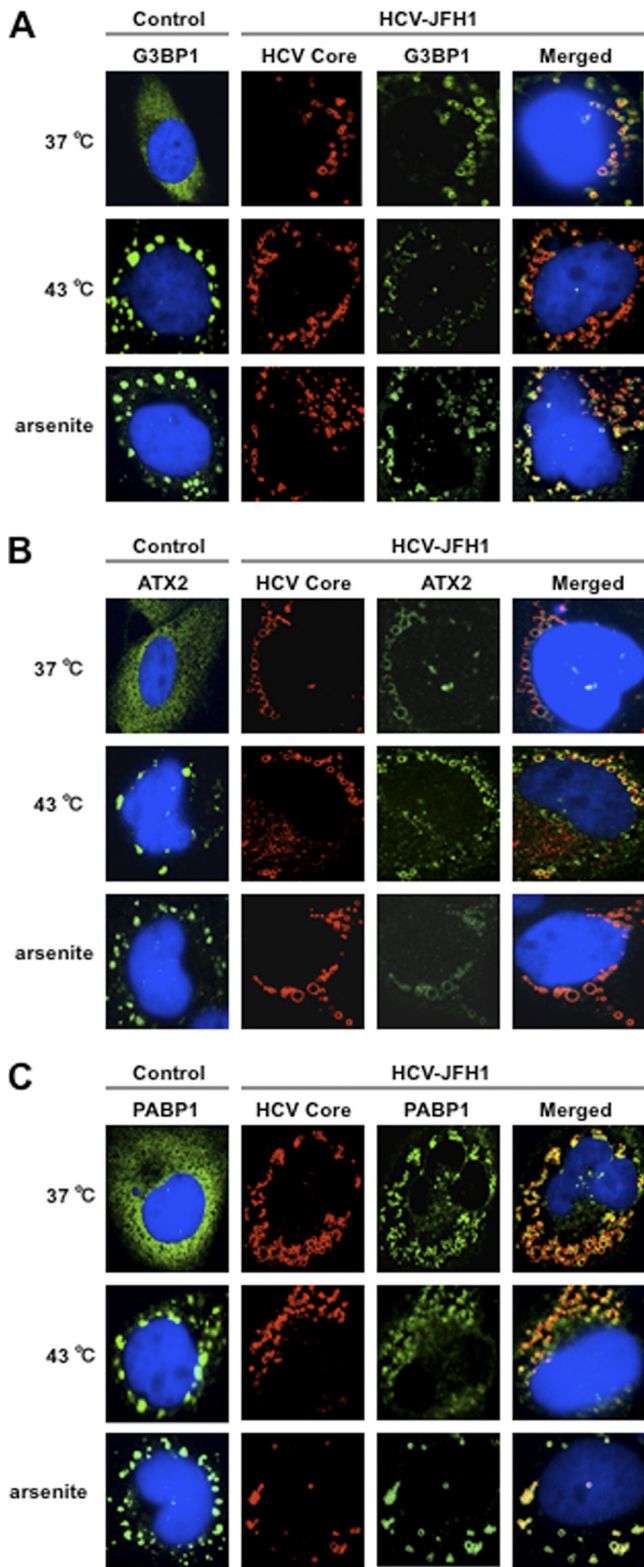 A
Control HCV-JFH1
G3BP1 HCV Core G3BP1 Merged
37 °C
43 °C
arsenite
B
Control HCV-JFH1
ATX2 HCV Core ATX2 Merged
37 °C
43 °C
arsenite
C
Control HCV-JFH1
PABP1 HCV Core PABP1 Merged
37 °C
43 °C
arsenite